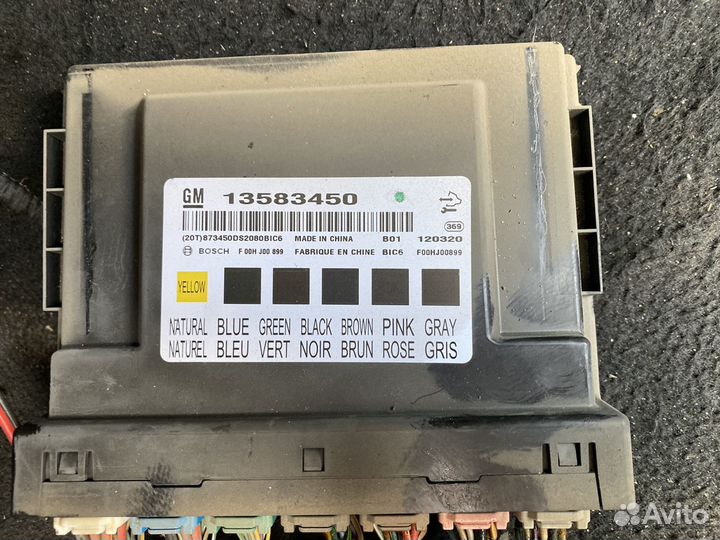 GM 13583450
369
(20T)873450DS2080BIC6 MADE IN CHINA B01 120320
BOSCH F 00H J00 899 FABRIQUE EN CHINE BIC6 F00HJ00899
YELLOW
NATURAL BLUE GREEN BLACK BROWN PINK GRAY
NATUREL BLEU VERT NOIR BRUN ROSE GRIS
Avito